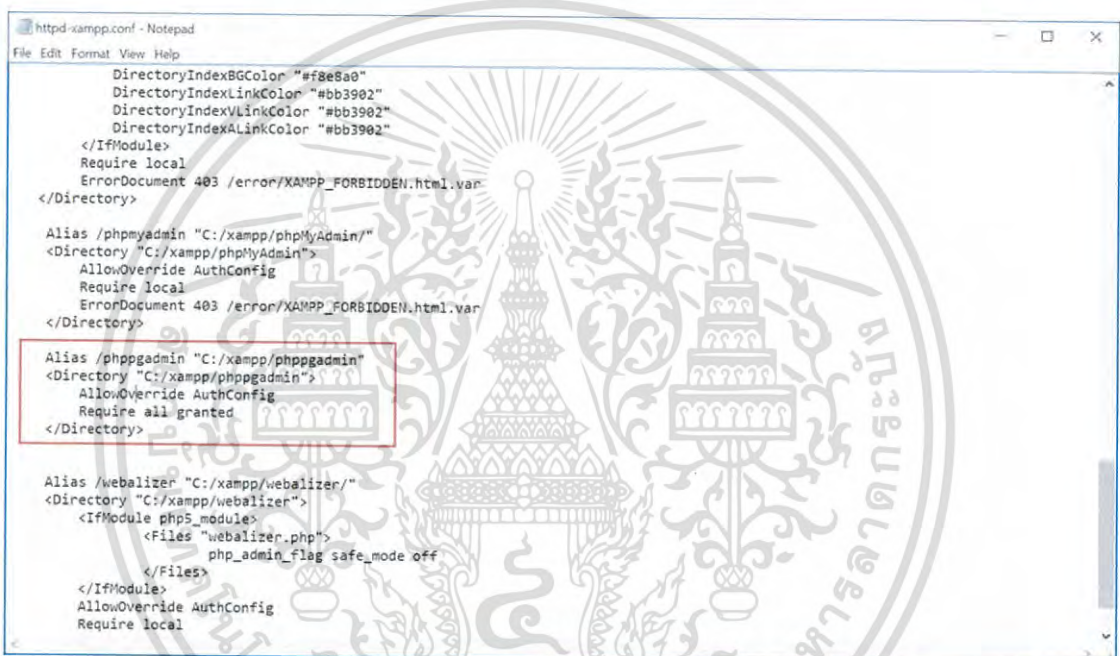 httpd-xampp.conf - Notepad
File Edit Format View Help
DirectoryIndexBGColor "#f8e8a0"
DirectoryIndexLinkColor "#bb3902"
DirectoryIndexVLinkColor "#bb3902"
DirectoryIndexALinkColor "#bb3902"
</IfModule>
Require local
ErrorDocument 403 /error/XAMPP_FORBIDDEN.html.var
</Directory>
Alias /phpmyadmin "C:/xampp/phpMyAdmin/"
<Directory "C:/xampp/phpMyAdmin">
AllowOverride AuthConfig
Require local
ErrorDocument 403 /error/XAMPP_FORBIDDEN.html.var
</Directory>
Alias /phppgadmin "C:/xampp/phppgadmin"
<Directory "C:/xampp/phppgadmin">
AllowOverride AuthConfig
Require all granted
</Directory>
Alias /webalizer "C:/xampp/webalizer/"
<Directory "C:/xampp/webalizer">
<IfModule php5_module>
<Files "webalizer.php">
php_admin_flag safe_mode off
</Files>
</IfModule>
AllowOverride AuthConfig
Require local